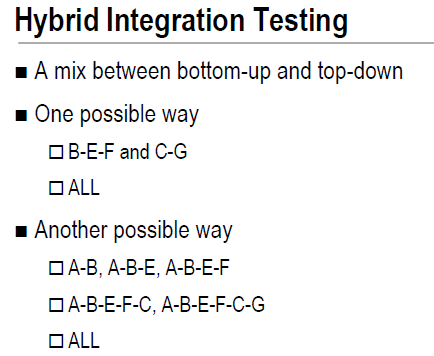 Hybrid Integration Testing
■ A mix between bottom-up and top-down
■ One possible way
□ B-E-F and C-G
□ ALL
■ Another possible way
□ A-B, A-B-E, A-B-E-F
□ A-B-E-F-C, A-B-E-F-C-G
□ ALL